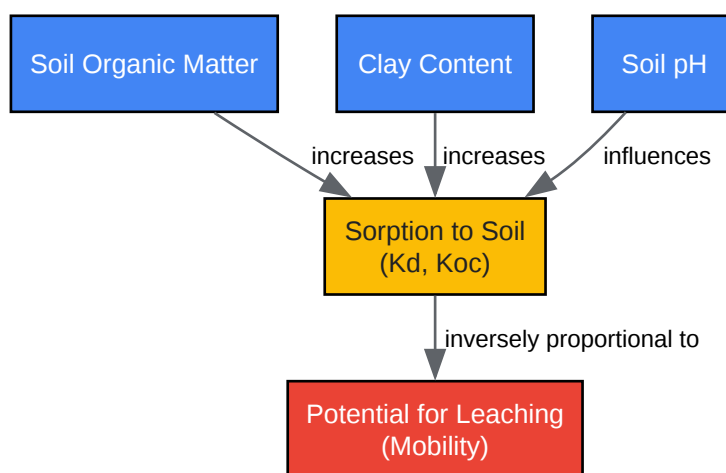 Soil Organic Matter
Clay Content
Soil pH
increases
increases
influences
Sorption to Soil
(Kd, Koc)
inversely proportional to
Potential for Leaching
(Mobility)